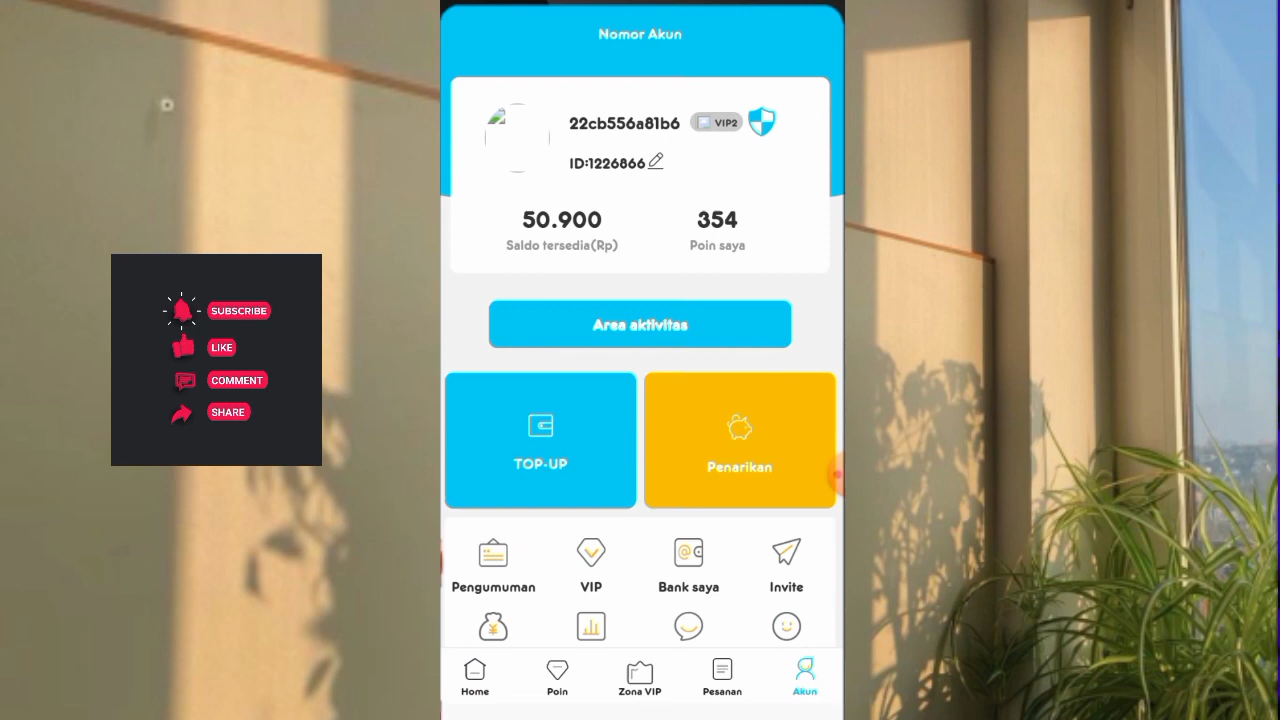 Nomor Akun
22cb556a81b6
VIP2
ID:1226866
50.900
354
Saldo tersedia(Rp)
Poin saya
Area aktivitas
SUBSCRIBE
LIKE
COMMENT
SHARE
TOP-UP
Penarikan
Pengumuman
VIP
Bank saya
Invite
Home
Poin
Zona VIP
Pesanan
Akun